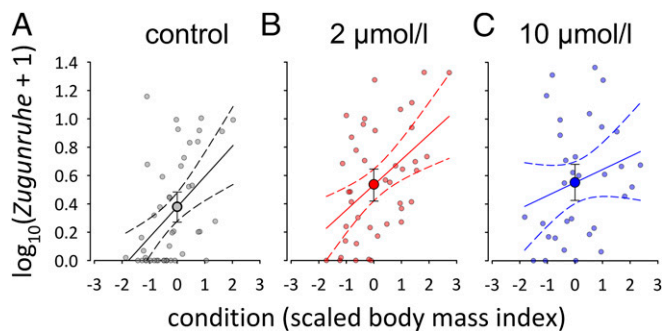 A control B 2 µmol/l C 10 µmol/l
log10(Zugunruhe + 1)
1.4
1.2
1.0
0.8
0.6
0.4
0.2
0.0
-3 -2 -1 0 1 2 3 -3 -2 -1 0 1 2 3 -3 -2 -1 0 1 2 3
condition (scaled body mass index)